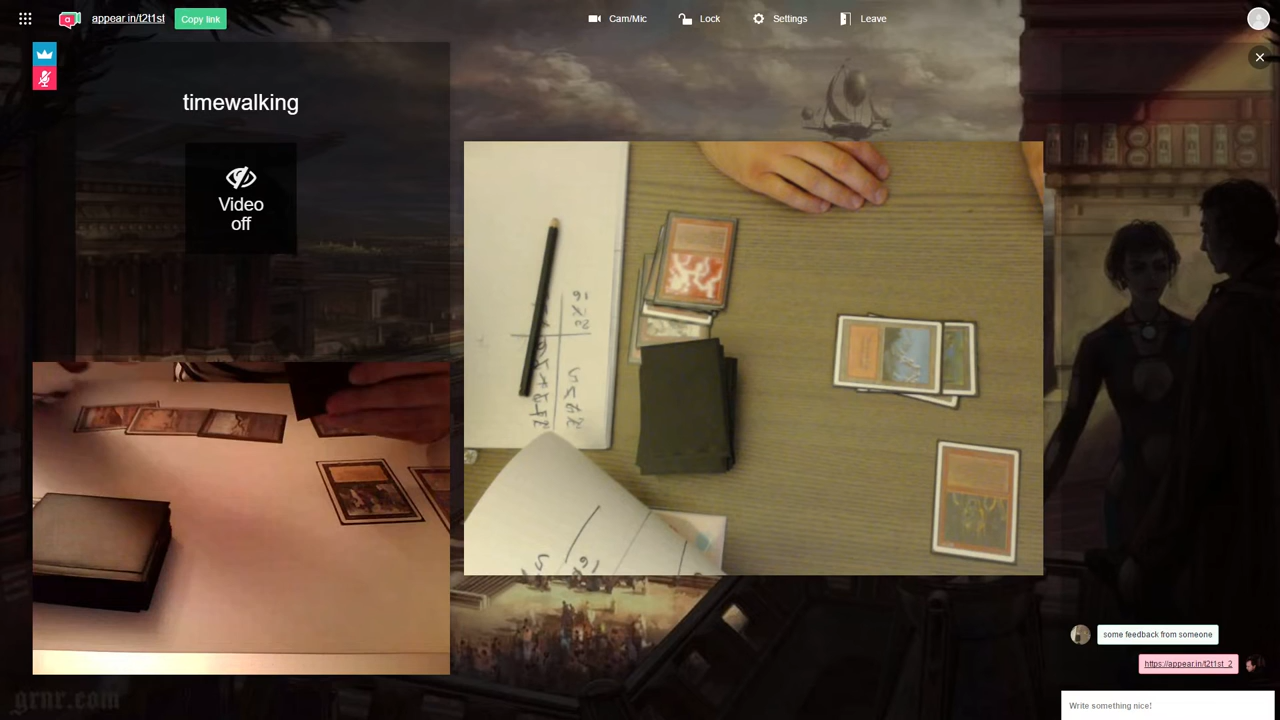 appear.in/t2t1st
Copy link
Cam/Mic
Lock
Settings
Leave
timewalking
Video
off
some feedback from someone
https://appear.in/t2t1st_2
Write something nice!
grnr.com